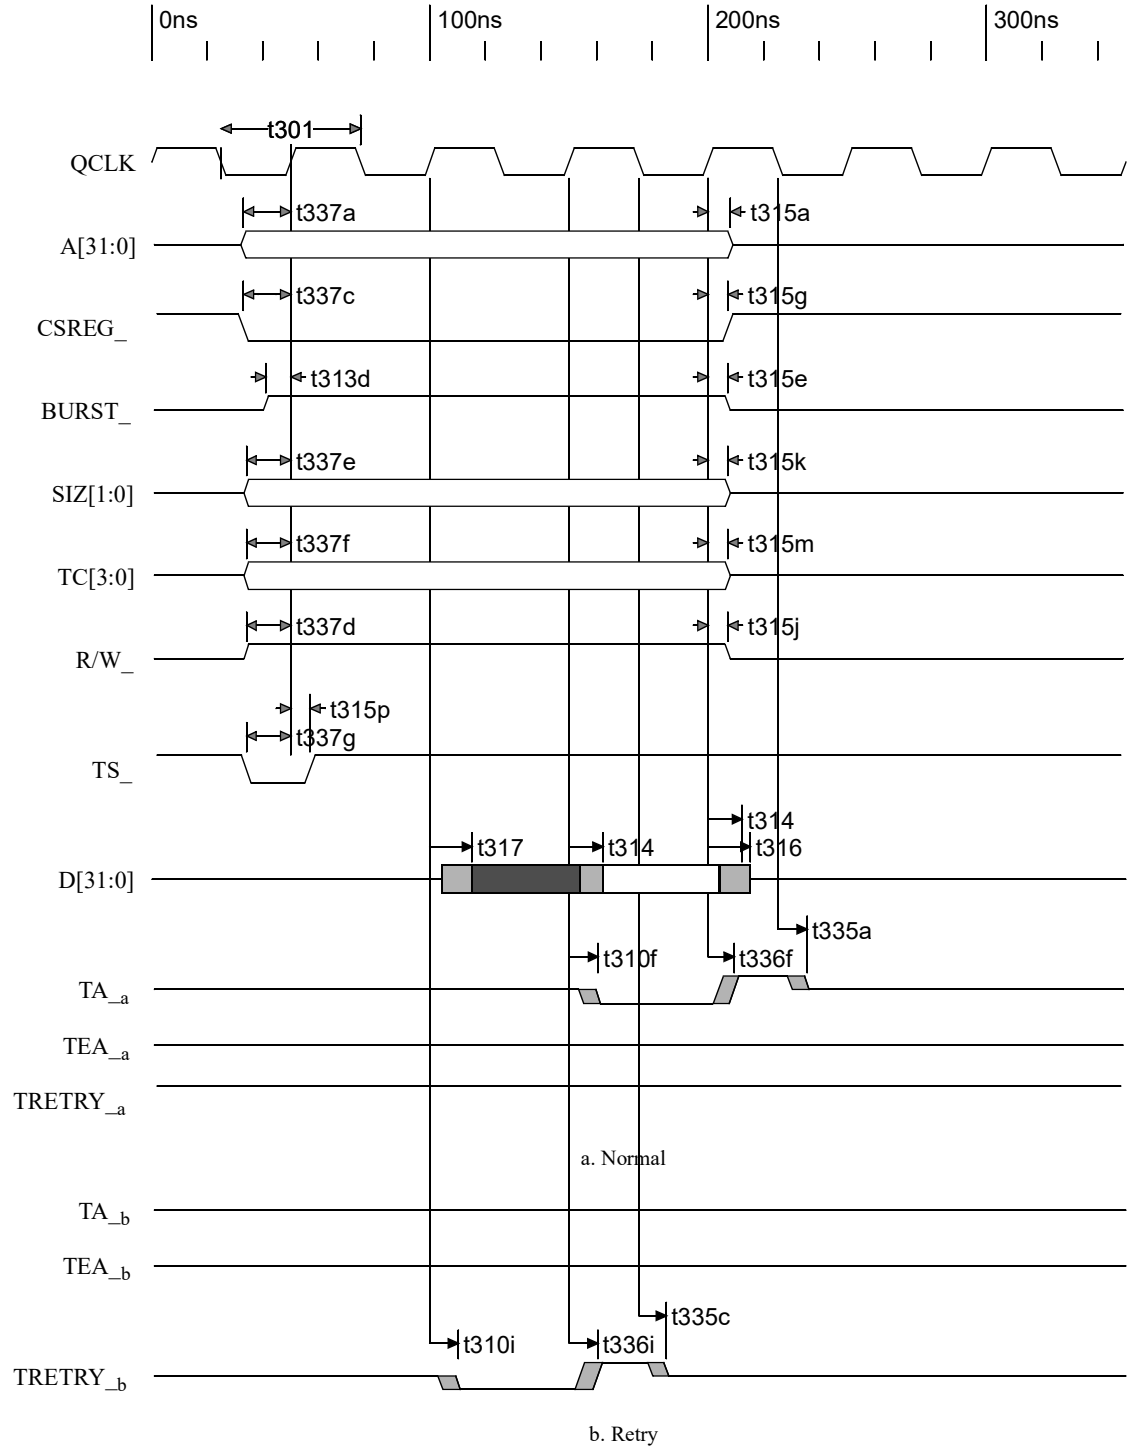 0ns 100ns 200ns 300ns
t301
QCLK
t337a t315a
A[31:0]
t337c t315g
CSREG_
t313d t315e
BURST_
t337e t315k
SIZ[1:0]
t337f t315m
TC[3:0]
t337d t315j
R/W_
t315p
t337g
TS_
t314
t317 t314 t316
D[31:0]
t335a
t310f t336f
TA_a
TEA_a
TRETRY_a
a. Normal
TA_b
TEA_b
t335c
t310i t336i
TRETRY_b
b. Retry